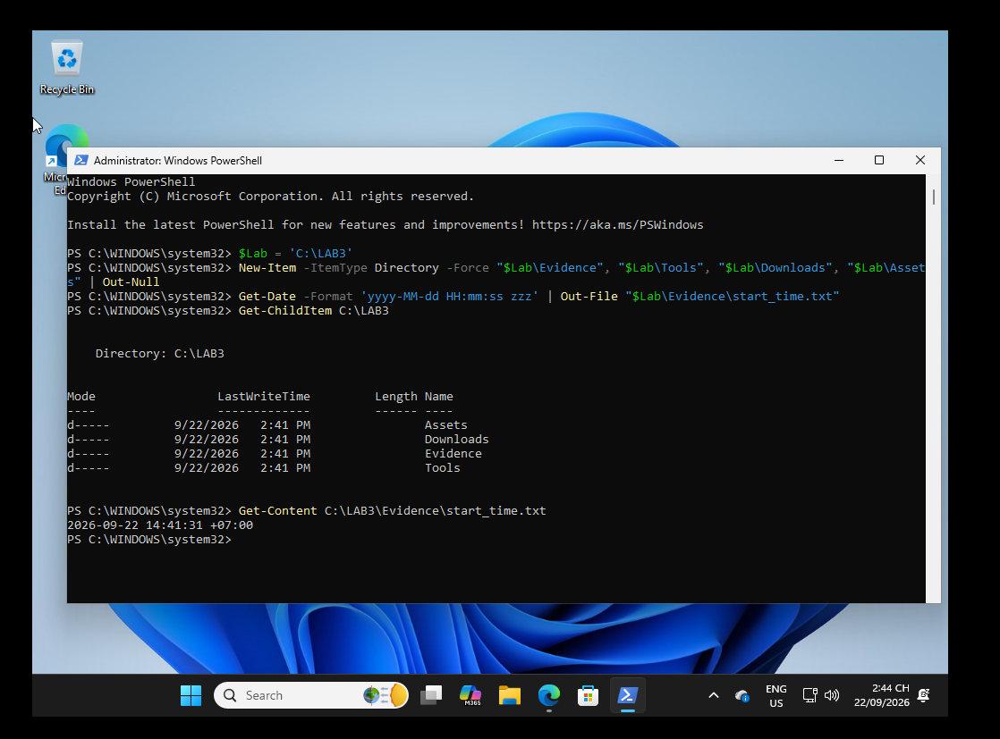 Recycle Bin
Administrator: Windows PowerShell
Windows PowerShell
Copyright (C) Microsoft Corporation. All rights reserved.
Install the latest PowerShell for new features and improvements! https://aka.ms/PSWindows
PS C:\WINDOWS\system32> $Lab = 'C:\LAB3'
PS C:\WINDOWS\system32> New-Item -ItemType Directory -Force "$Lab\Evidence", "$Lab\Tools", "$Lab\Downloads", "$Lab\Asset
s" | Out-Null
PS C:\WINDOWS\system32> Get-Date -Format 'yyyy-MM-dd HH:mm:ss zzz' | Out-File "$Lab\Evidence\start_time.txt"
PS C:\WINDOWS\system32> Get-ChildItem C:\LAB3
    Directory: C:\LAB3
Mode                 LastWriteTime         Length Name
----                 -------------         ------ ----
d-----         9/22/2026   2:41 PM                Assets
d-----         9/22/2026   2:41 PM                Downloads
d-----         9/22/2026   2:41 PM                Evidence
d-----         9/22/2026   2:41 PM                Tools
PS C:\WINDOWS\system32> Get-Content C:\LAB3\Evidence\start_time.txt
2026-09-22 14:41:31 +07:00
PS C:\WINDOWS\system32>
Search
M365
ENG
US
2:44 CH
22/09/2026